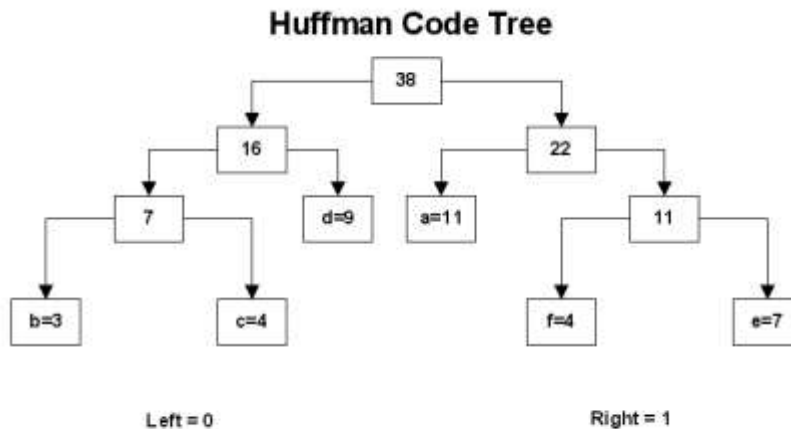 Huffman Code Tree
38
16
22
7
d=9
a=11
11
b=3
c=4
f=4
e=7
Left = 0
Right = 1